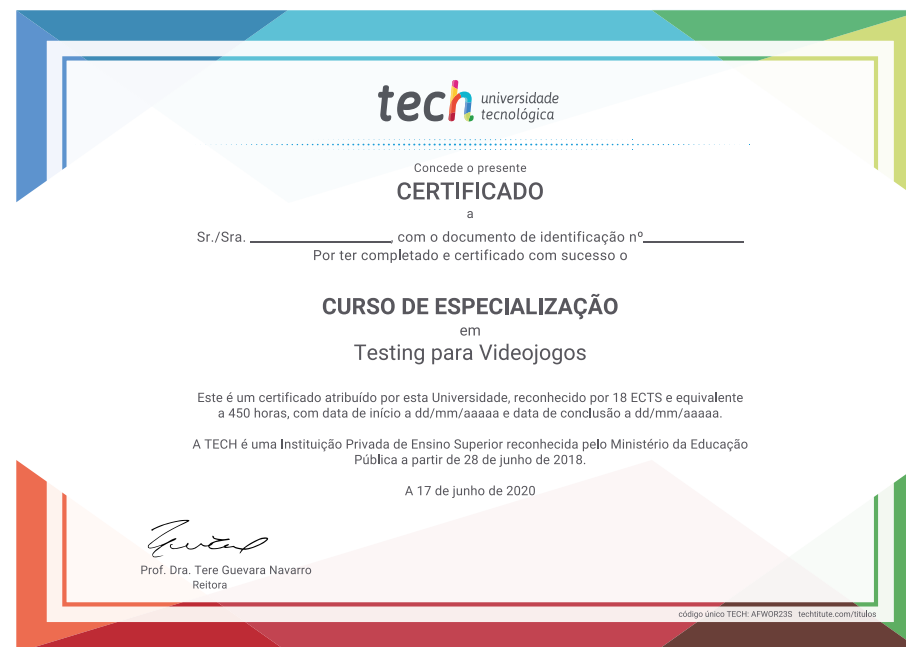 tech universidade
tecnológica
Concede o presente
CERTIFICADO
a
Sr./Sra. ____________, com o documento de identificação nº____________
Por ter completado e certificado com sucesso o
CURSO DE ESPECIALIZAÇÃO
em
Testing para Videojogos
Este é um certificado atribuído por esta Universidade, reconhecido por 18 ECTS e equivalente
a 450 horas, com data de início a dd/mm/aaaaa e data de conclusão a dd/mm/aaaaa.
A TECH é uma Instituição Privada de Ensino Superior reconhecida pelo Ministério da Educação
Pública a partir de 28 de junho de 2018.
A 17 de junho de 2020
Prof. Dra. Tere Guevara Navarro
Reitora
código único TECH: AFWOR23S techtitute.com/titulos